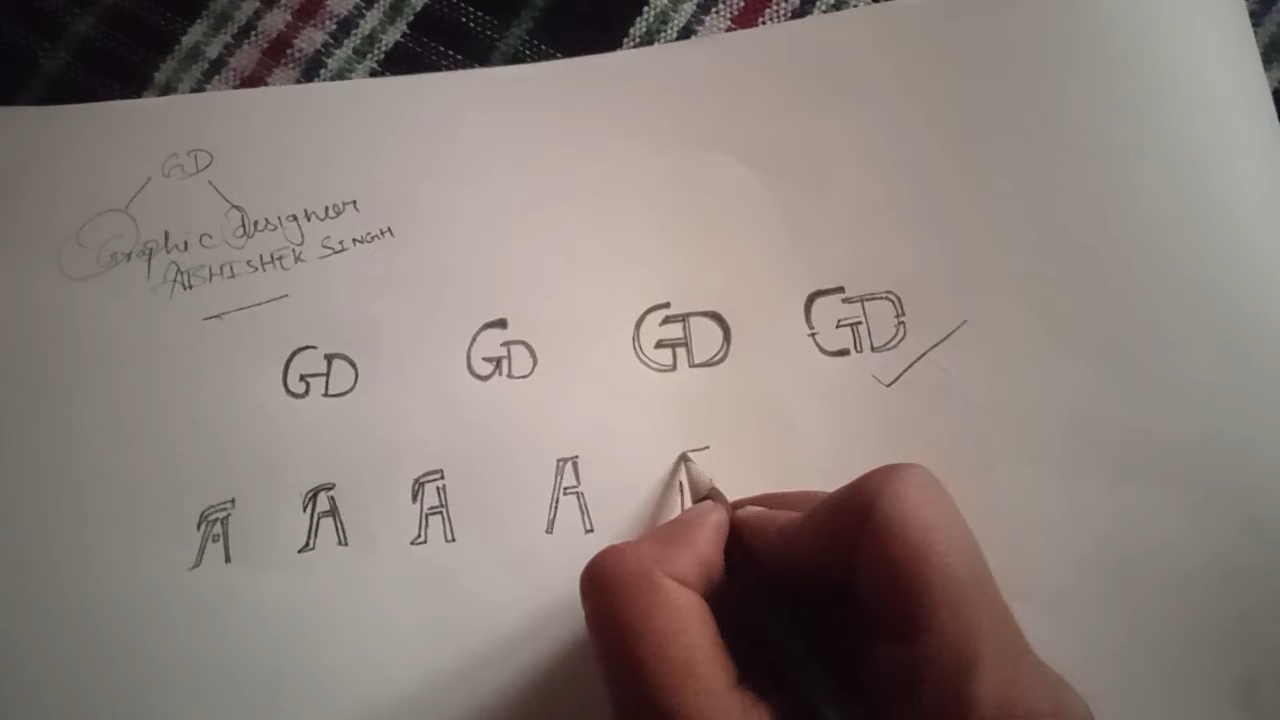 GD
Graphic designer
ABHISHEK SINGH
GD GD GD GD
A A A A